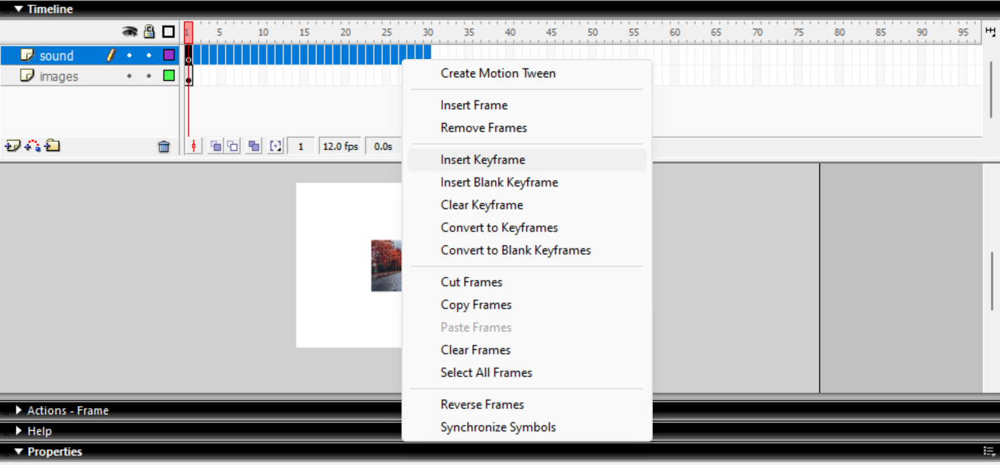 Timeline
1 5 10 15 20 25 30 35 40 45 50 55 60 65 70 75 80 85 90 95
sound
images
1 12.0 fps 0.0s
Create Motion Tween
Insert Frame
Remove Frames
Insert Keyframe
Insert Blank Keyframe
Clear Keyframe
Convert to Keyframes
Convert to Blank Keyframes
Cut Frames
Copy Frames
Paste Frames
Clear Frames
Select All Frames
Reverse Frames
Synchronize Symbols
Actions - Frame
Help
Properties